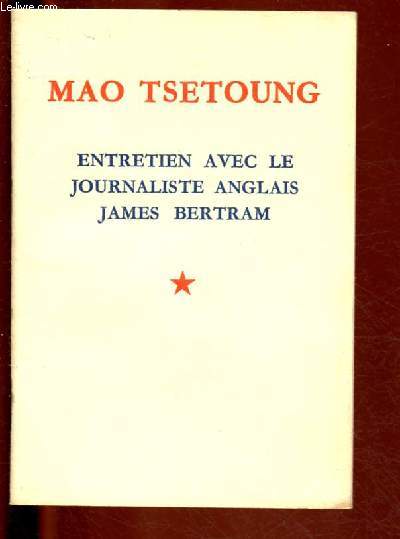 Le-livre.com
MAO TSETOUNG
ENTRETIEN AVEC LE
JOURNALISTE ANGLAIS
JAMES BERTRAM